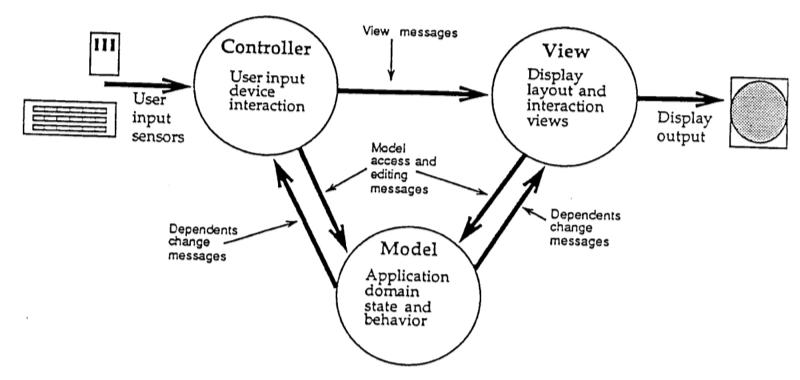 View messages
Controller
User input
device
interaction
View
Display
layout and
interaction
views
User
input
sensors
Display
output
Model
access and
editing
messages
Dependents
change
messages
Dependents
change
messages
Model
Application
domain
state and
behavior